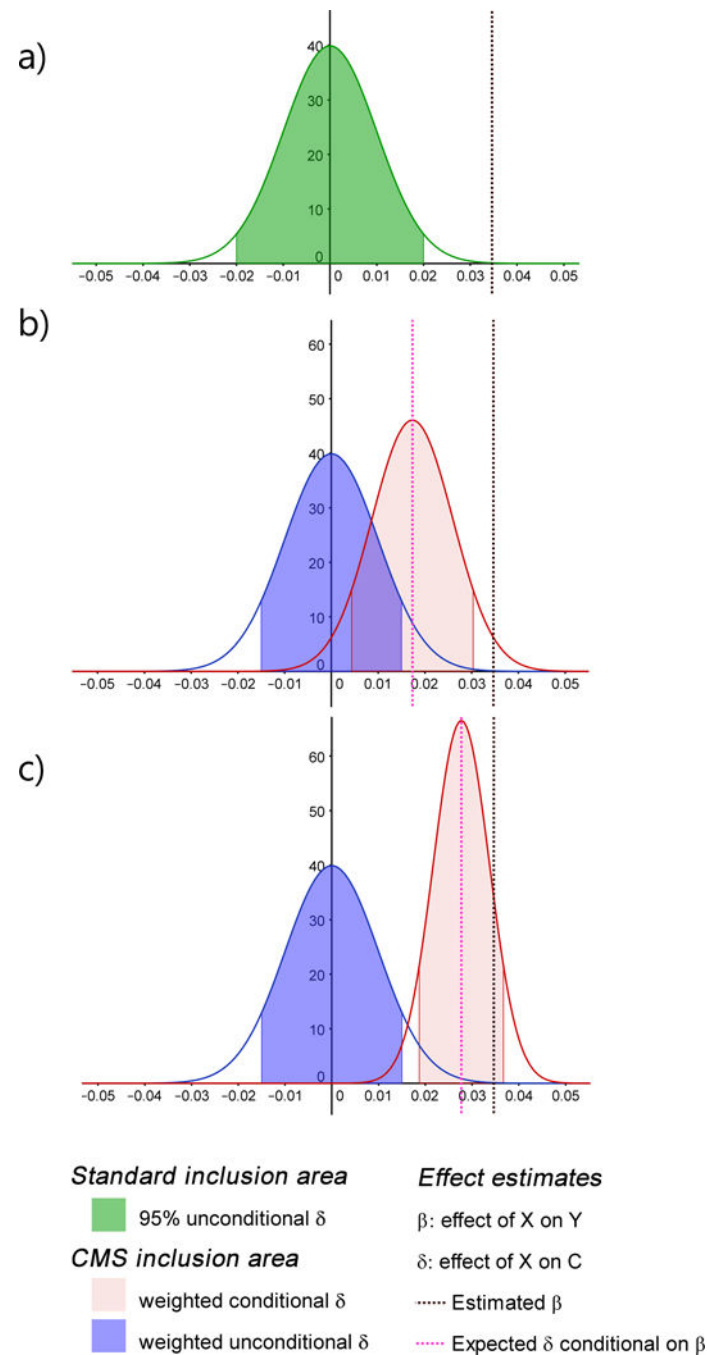 a)
40
30
20
10
0
−0.05 −0.04 −0.03 −0.02 −0.01 0 0.01 0.02 0.03 0.04 0.05
b)
60
50
40
30
20
10
0
−0.05 −0.04 −0.03 −0.02 −0.01 0 0.01 0.02 0.03 0.04 0.05
c)
60
50
40
30
20
10
0
−0.05 −0.04 −0.03 −0.02 −0.01 0 0.01 0.02 0.03 0.04 0.05
Standard inclusion area
95% unconditional δ
CMS inclusion area
weighted conditional δ
weighted unconditional δ
Effect estimates
β: effect of X on Y
δ: effect of X on C
Estimated β
Expected δ conditional on β